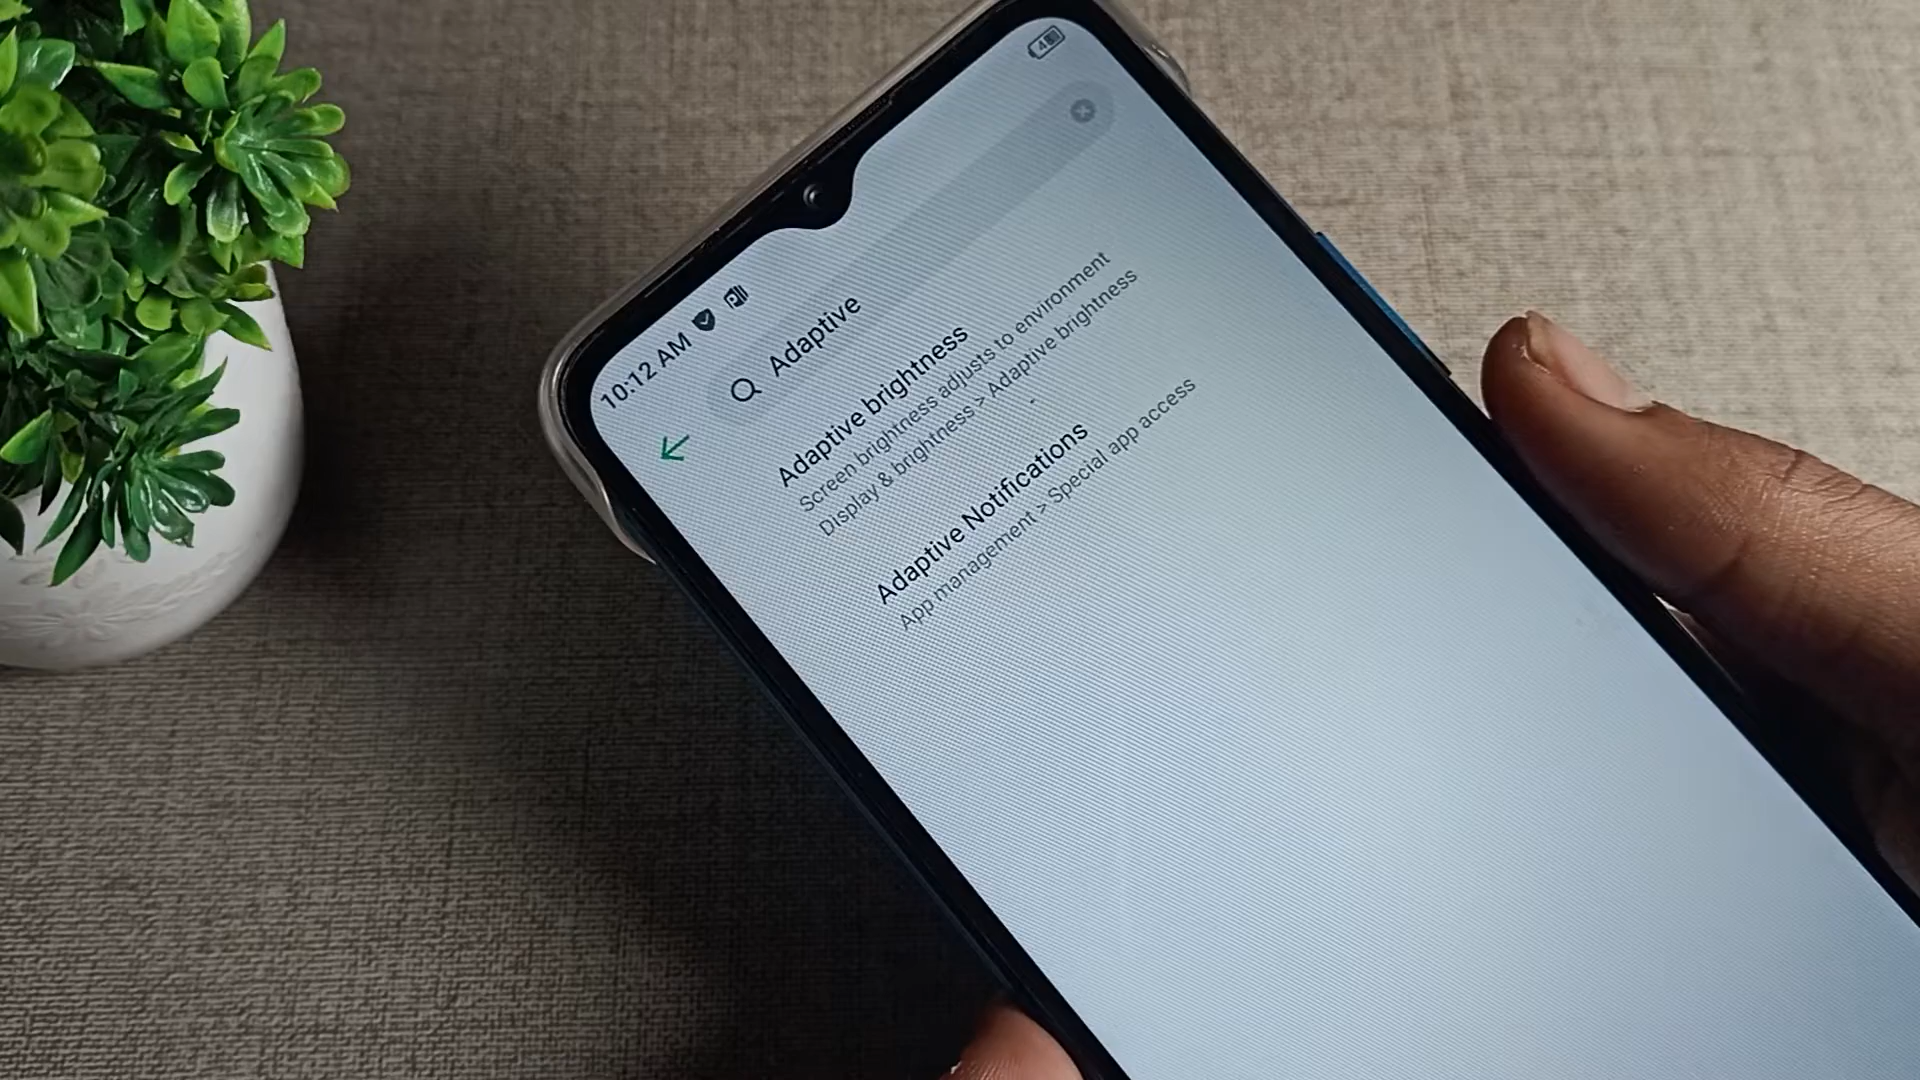 10:12 AM
48
Adaptive
Adaptive brightness
Screen brightness adjusts to environment
Display & brightness > Adaptive brightness
Adaptive Notifications
App management > Special app access